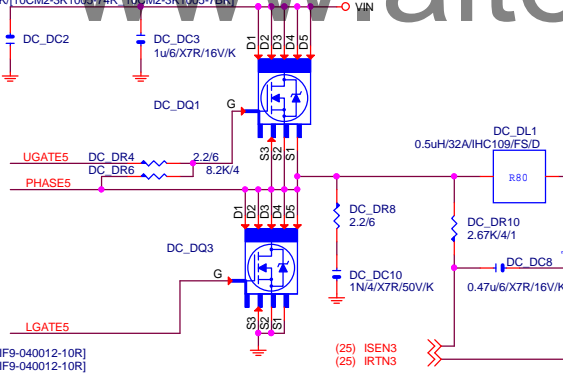 www.alte
VIN
D1 D2 D3 D4 D5
DC_DC2
DC_DC3
1u/6/X7R/16V/K
DC_DQ1
G
S3 S2 S1
DC_DL1
0.5uH/32A/IHC109/FS/D
R80
UGATE5
DC_DR4
2.2/6
DC_DR6
8.2K/4
PHASE5
D1 D2 D3 D4 D5
DC_DR8
2.2/6
DC_DR10
2.67K/4/1
DC_DQ3
G
DC_DC10
1N/4/X7R/50V/K
DC_DC8
0.47u/6/X7R/16V/K
S3 S2 S1
LGATE5
(25) ISEN3
(25) IRTN3
IF9-040012-10R]
IF9-040012-10R]